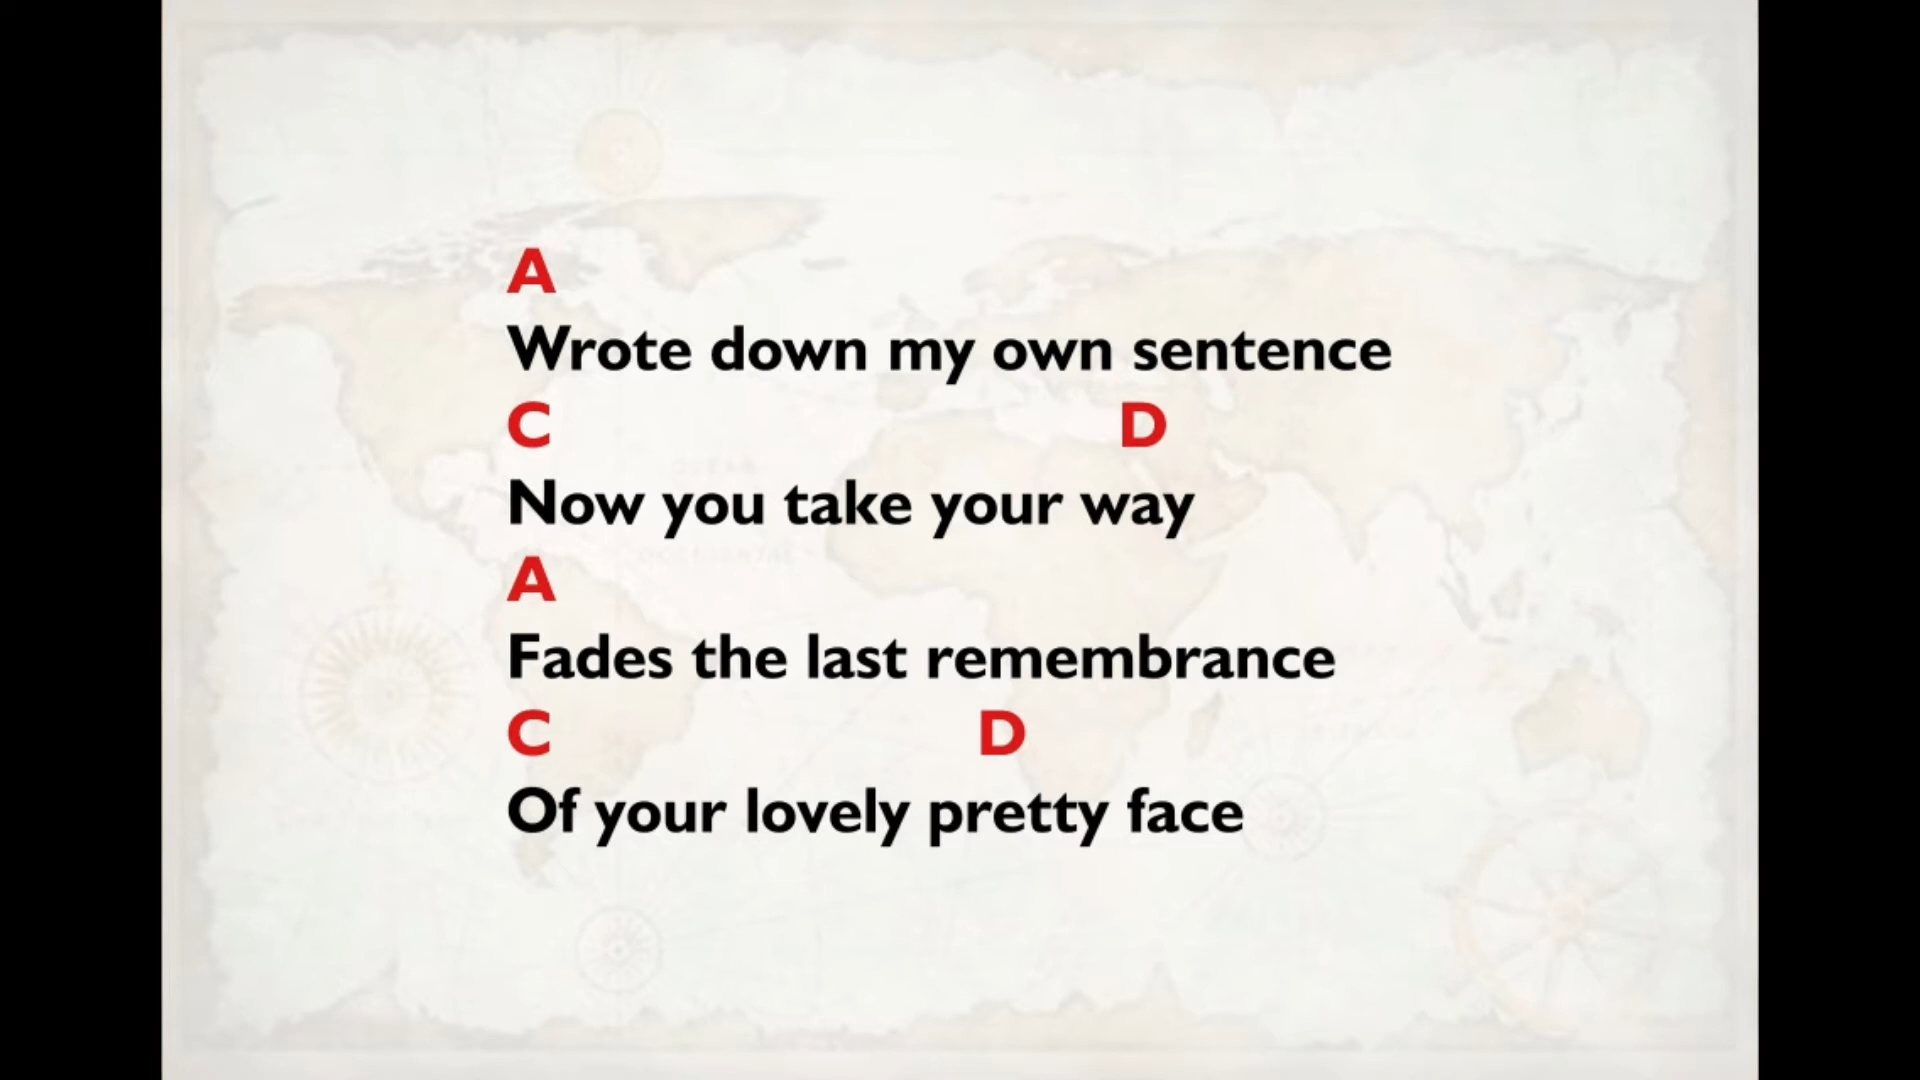 A
Wrote down my own sentence
C D
Now you take your way
A
Fades the last remembrance
C D
Of your lovely pretty face